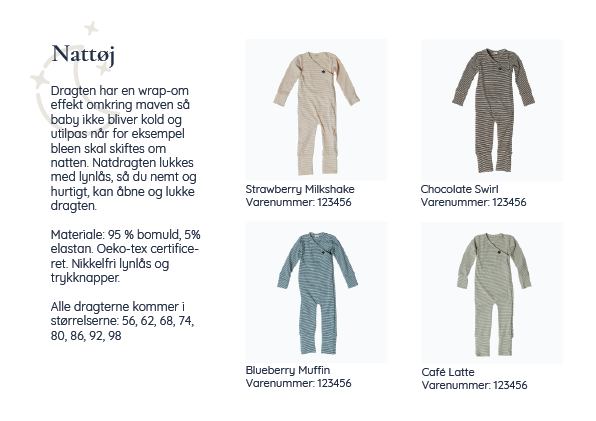 Nattøj
Dragten har en wrap-om
effekt omkring maven så
baby ikke bliver kold og
utilpas når for eksempel
bleen skal skiftes om
natten. Natdragten lukkes
med lynlås, så du nemt og
hurtigt, kan åbne og lukke
dragten.
Materiale: 95 % bomuld, 5%
elastan. Oeko-tex certifice-
ret. Nikkelfri lynlås og
trykknapper.
Alle dragterne kommer i
størrelserne: 56, 62, 68, 74,
80, 86, 92, 98
Strawberry Milkshake
Varenummer: 123456
Chocolate Swirl
Varenummer: 123456
Blueberry Muffin
Varenummer: 123456
Café Latte
Varenummer: 123456